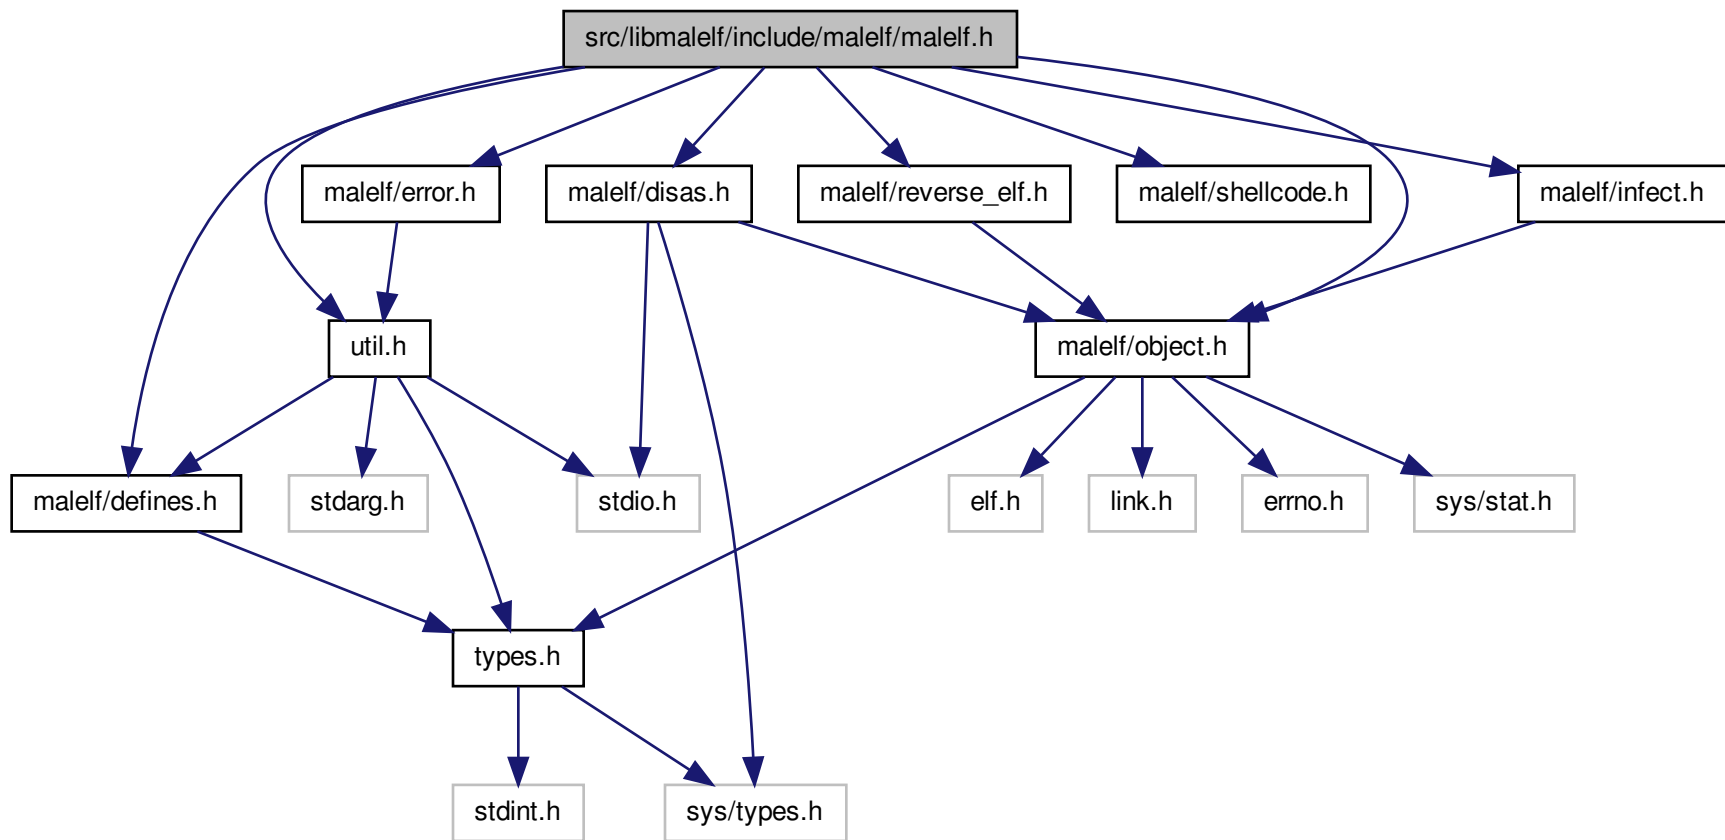 src/libmalelf/include/malelf/malelf.h
malelf/error.h
malelf/disas.h
malelf/reverse_elf.h
malelf/shellcode.h
malelf/infect.h
util.h
malelf/object.h
malelf/defines.h
stdarg.h
stdio.h
elf.h
link.h
errno.h
sys/stat.h
types.h
stdint.h
sys/types.h